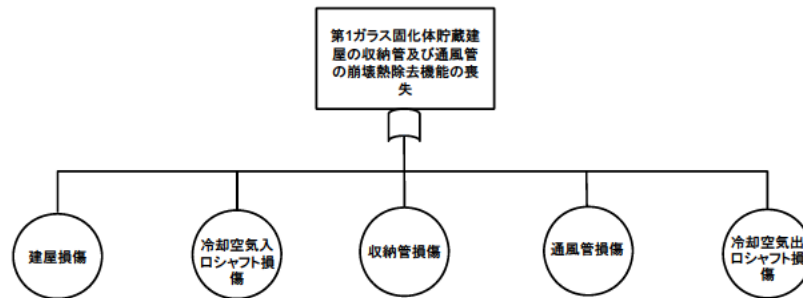 第1ガラス固化体貯蔵建
屋の収納管及び通風管
の崩壊熱除去機能の喪
失
建屋損傷
冷却空気入
口シャフト損
傷
収納管損傷
通風管損傷
冷却空気出
口シャフト損
傷